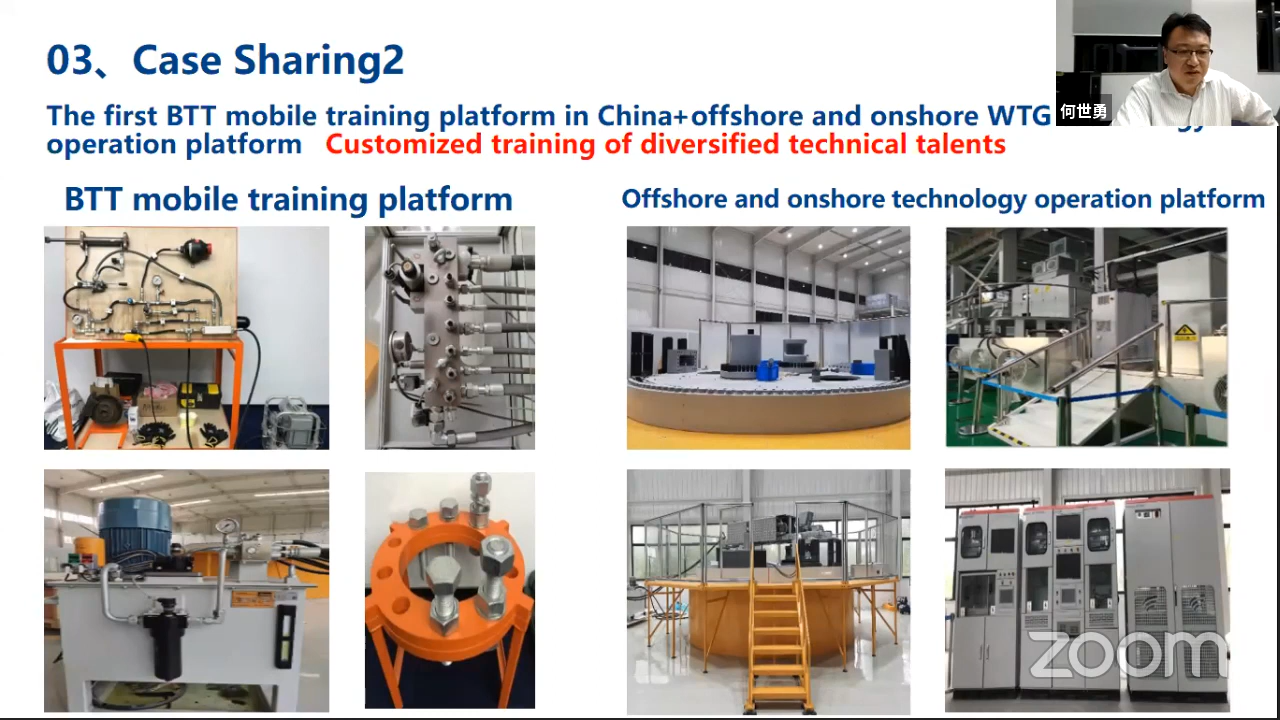 03、Case Sharing2
The first BTT mobile training platform in China+offshore and onshore WTG
operation platform Customized training of diversified technical talents
何世勇
BTT mobile training platform
Offshore and onshore technology operation platform
zoom